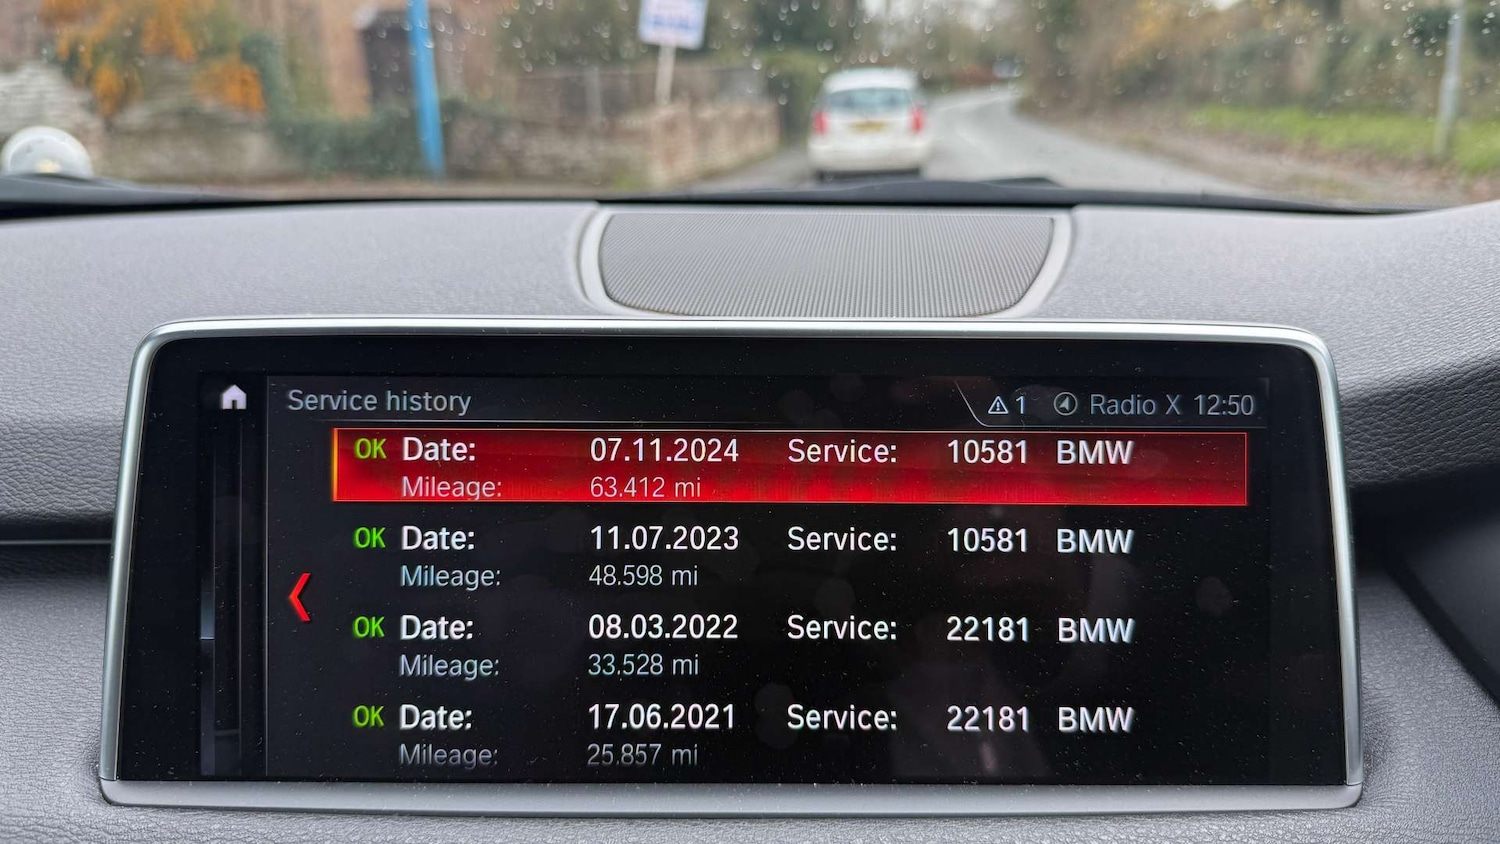 Service history
1 Radio X 12:50
OK Date: 07.11.2024 Service: 10581 BMW
Mileage: 63.412 mi
OK Date: 11.07.2023 Service: 10581 BMW
Mileage: 48.598 mi
OK Date: 08.03.2022 Service: 22181 BMW
Mileage: 33.528 mi
OK Date: 17.06.2021 Service: 22181 BMW
Mileage: 25.857 mi